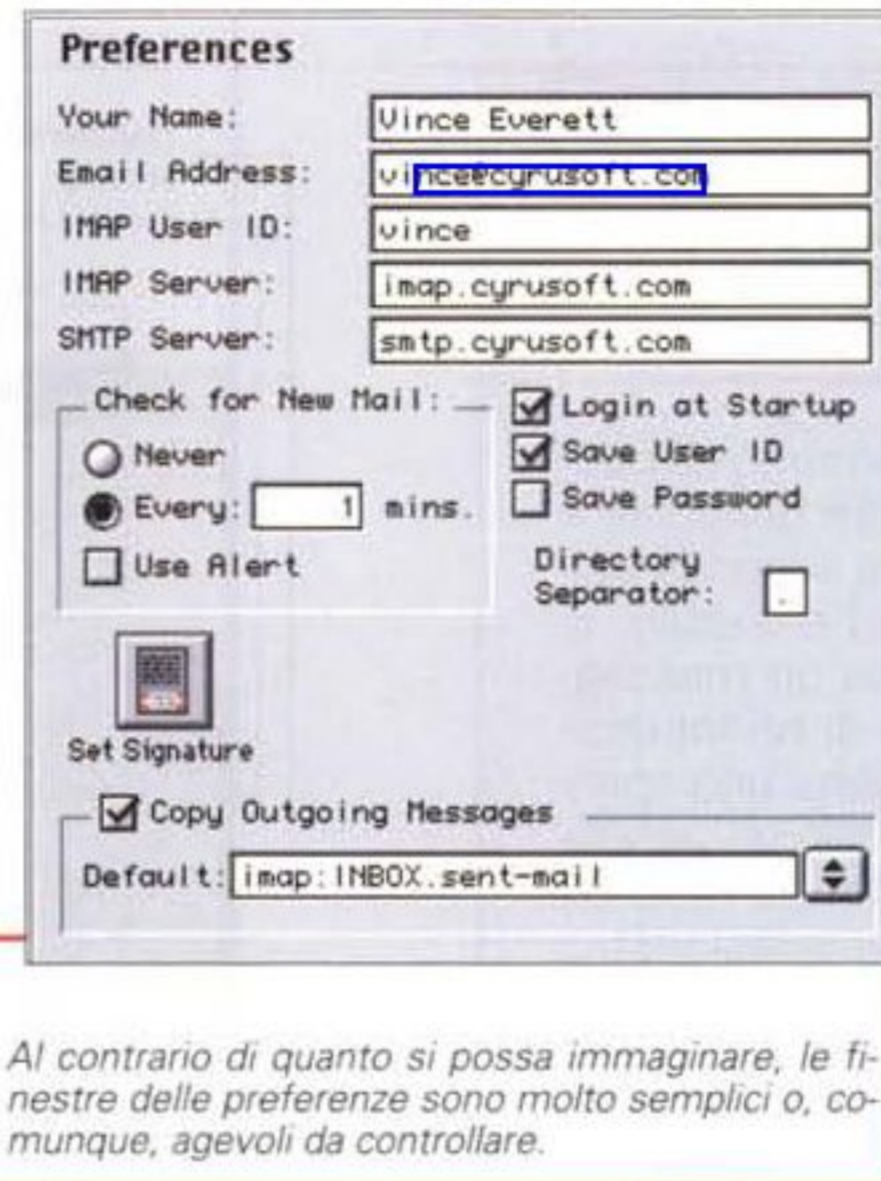 Preferences
Your Name: Vince Everett
Email Address: vince@cyrusoft.com
IMAP User ID: vince
IMAP Server: imap.cyrusoft.com
SMTP Server: smtp.cyrusoft.com
Check for New Mail:
Never
Every: 1 mins.
Use Alert
Login at Startup
Save User ID
Save Password
Directory
Separator: .
Set Signature
Copy Outgoing Messages
Default: imap:INBOX.sent-mail
Al contrario di quanto si possa immaginare, le fi-
nestre delle preferenze sono molto semplici o, co-
munque, agevoli da controllare.